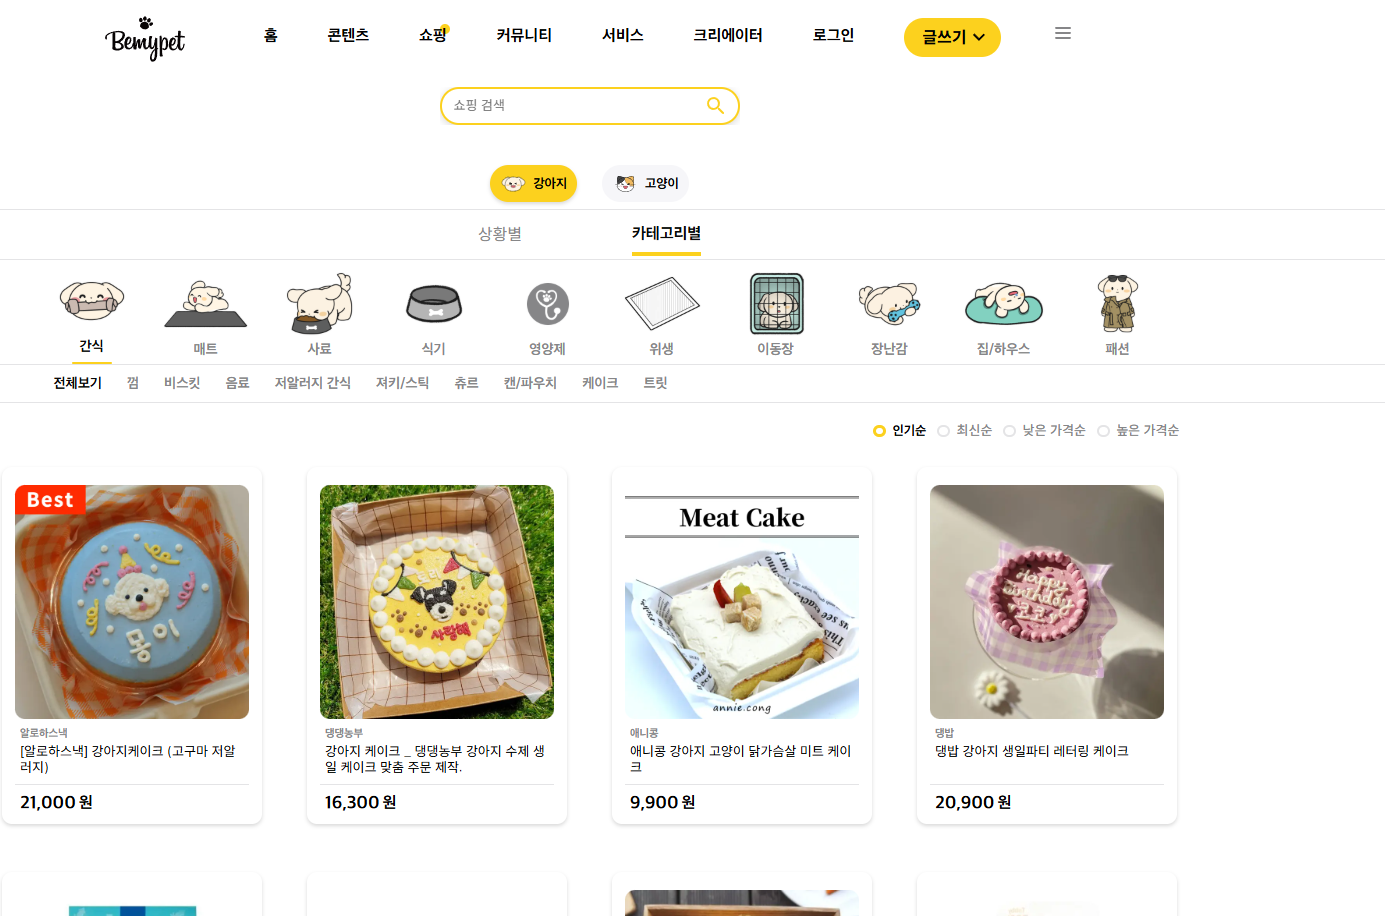 Bemypet
홈 콘텐츠 쇼핑 커뮤니티 서비스 크리에이터 로그인 글쓰기
쇼핑 검색
강아지 고양이
상황별 카테고리별
간식 매트 사료 식기 영양제 위생 이동장 장난감 집/하우스 패션
전체보기 껌 비스킷 음료 저알러지 간식 져키/스틱 츄르 캔/파우치 케이크 트릿
인기순 최신순 낮은 가격순 높은 가격순
Best
몽이
알로하스낵
[알로하스낵] 강아지케이크 (고구마 저알
러지)
21,000 원
사랑해
댕댕농부
강아지 케이크 _ 댕댕농부 강아지 수제 생
일 케이크 맞춤 주문 제작.
16,300 원
Meat Cake
annie.cong
애니콩
애니콩 강아지 고양이 닭가슴살 미트 케이
크
9,900 원
Happy
birthday
댕밥
댕밥 강아지 생일파티 레터링 케이크
20,900 원